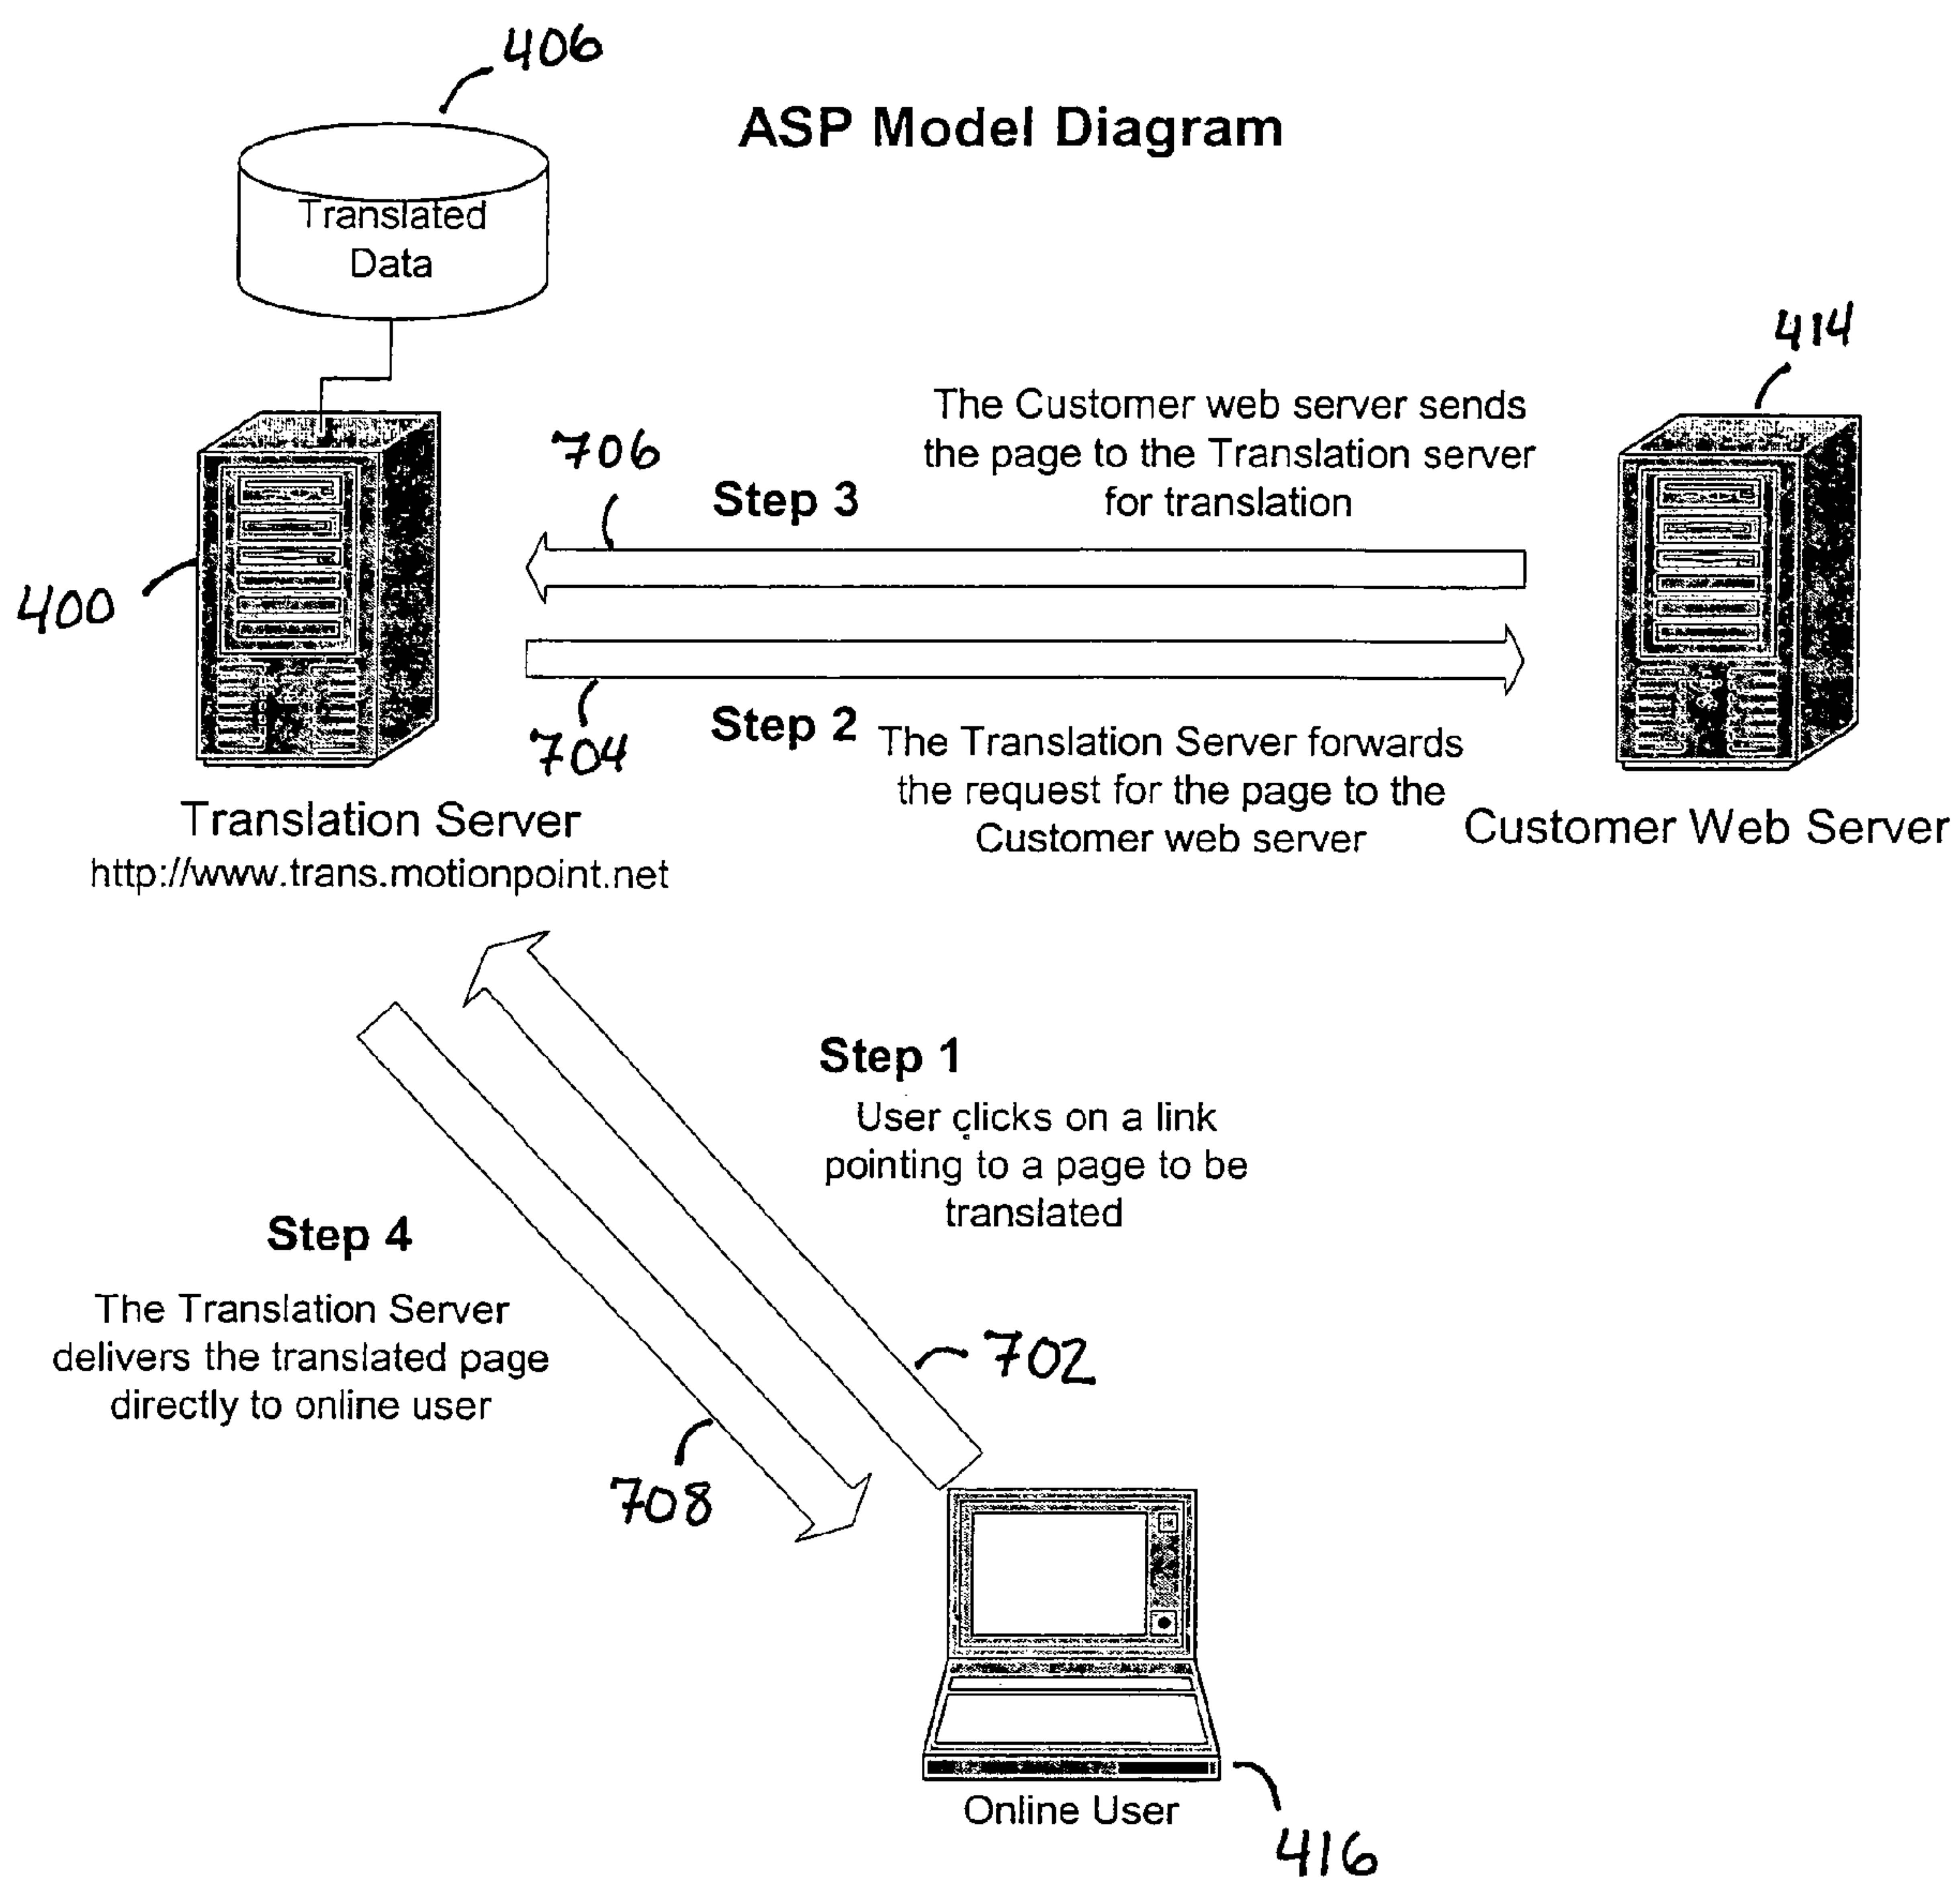 406
ASP Model Diagram
Translated
Data
414
The Customer web server sends
the page to the Translation server
for translation
706
Step 3
400
704
Step 2
The Translation Server forwards
the request for the page to the
Customer web server
Translation Server
http://www.trans.motionpoint.net
Customer Web Server
Step 1
User clicks on a link
pointing to a page to be
translated
Step 4
The Translation Server
delivers the translated page
directly to online user
702
708
Online User
416